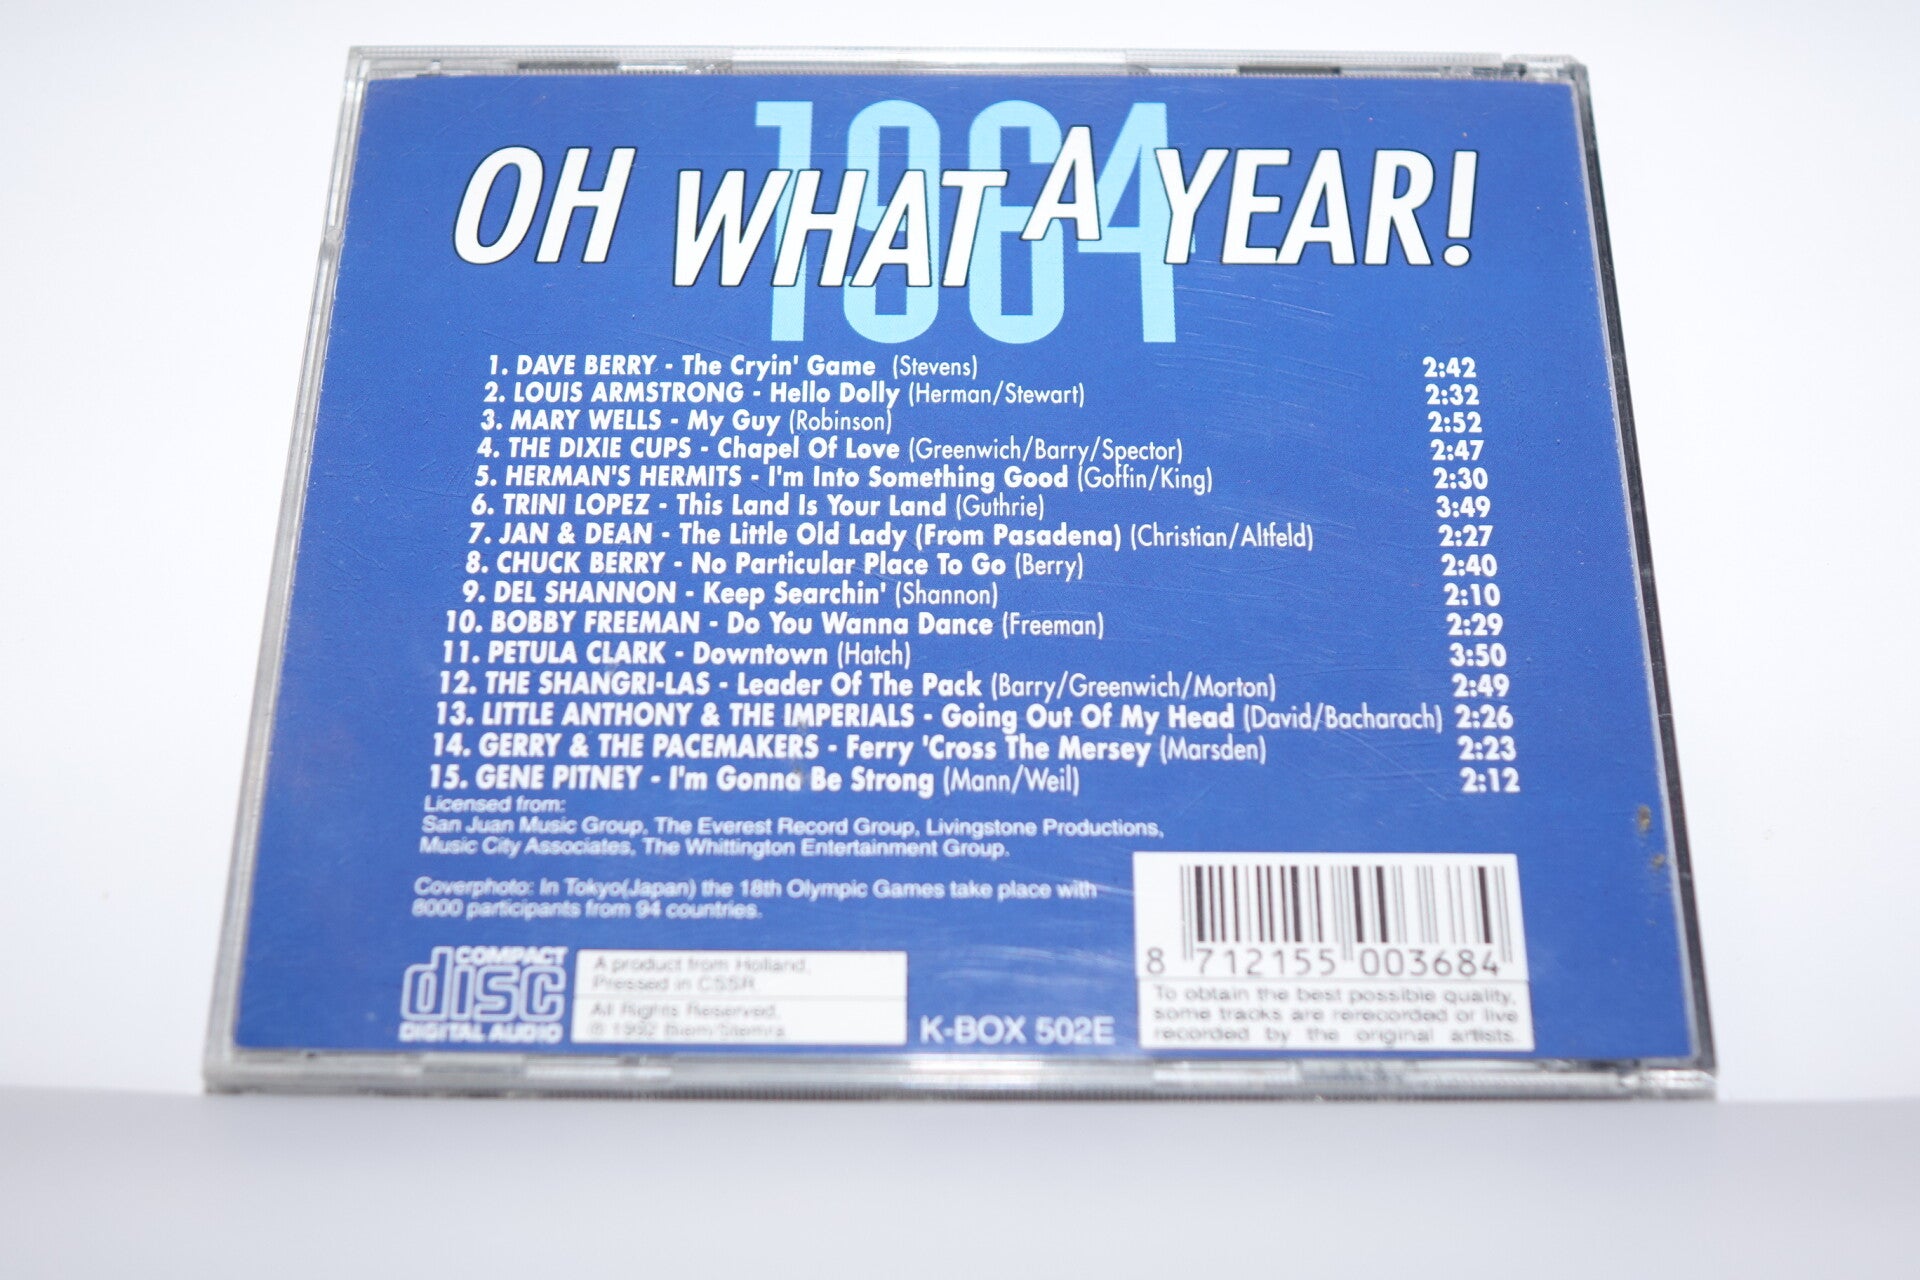 1964
OH WHAT A YEAR!
1. DAVE BERRY - The Cryin' Game (Stevens) 2:42
2. LOUIS ARMSTRONG - Hello Dolly (Herman/Stewart) 2:32
3. MARY WELLS - My Guy (Robinson) 2:52
4. THE DIXIE CUPS - Chapel Of Love (Greenwich/Barry/Spector) 2:47
5. HERMAN'S HERMITS - I'm Into Something Good (Goffin/King) 2:30
6. TRINI LOPEZ - This Land Is Your Land (Guthrie) 3:49
7. JAN & DEAN - The Little Old Lady (From Pasadena) (Christian/Altfeld) 2:27
8. CHUCK BERRY - No Particular Place To Go (Berry) 2:40
9. DEL SHANNON - Keep Searchin' (Shannon) 2:10
10. BOBBY FREEMAN - Do You Wanna Dance (Freeman) 2:29
11. PETULA CLARK - Downtown (Hatch) 3:50
12. THE SHANGRI-LAS - Leader Of The Pack (Barry/Greenwich/Morton) 2:49
13. LITTLE ANTHONY & THE IMPERIALS - Going Out Of My Head (David/Bacharach) 2:26
14. GERRY & THE PACEMAKERS - Ferry 'Cross The Mersey (Marsden) 2:23
15. GENE PITNEY - I'm Gonna Be Strong (Mann/Weil) 2:12
Licensed from:
San Juan Music Group, The Everest Record Group, Livingstone Productions,
Music City Associates, The Whittington Entertainment Group.
Coverphoto: In Tokyo(Japan) the 18th Olympic Games take place with
8000 participants from 94 countries.
COMPACT
disc
DIGITAL AUDIO
A product from Holland.
Pressed in CSSR.
All Rights Reserved.
℗ 1992 Biem/Stemra
K-BOX 502E
8 712155 003684
To obtain the best possible quality,
some tracks are rerecorded or live
recorded by the original artists.